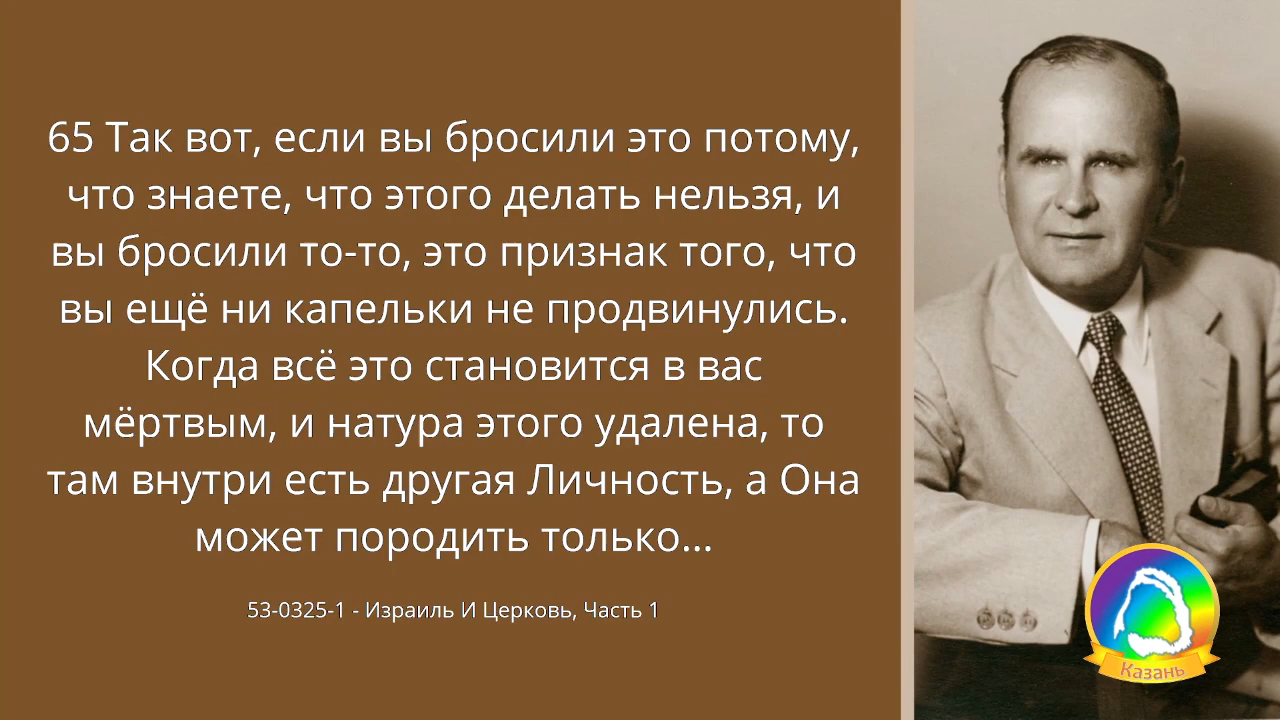 65 Так вот, если вы бросили это потому,
что знаете, что этого делать нельзя, и
вы бросили то-то, это признак того, что
вы ещё ни капельки не продвинулись.
Когда всё это становится в вас
мёртвым, и натура этого удалена, то
там внутри есть другая Личность, а Она
может породить только...
53-0325-1 - Израиль И Церковь, Часть 1
Казань